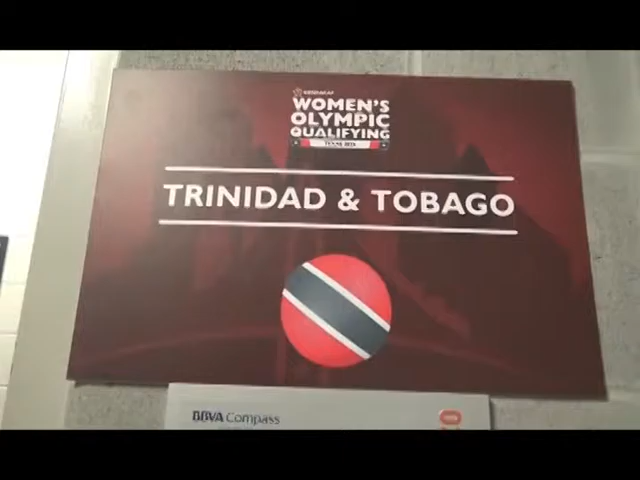 WOMEN'S
OLYMPIC
QUALIFYING
TRINIDAD & TOBAGO
BBVA Compass